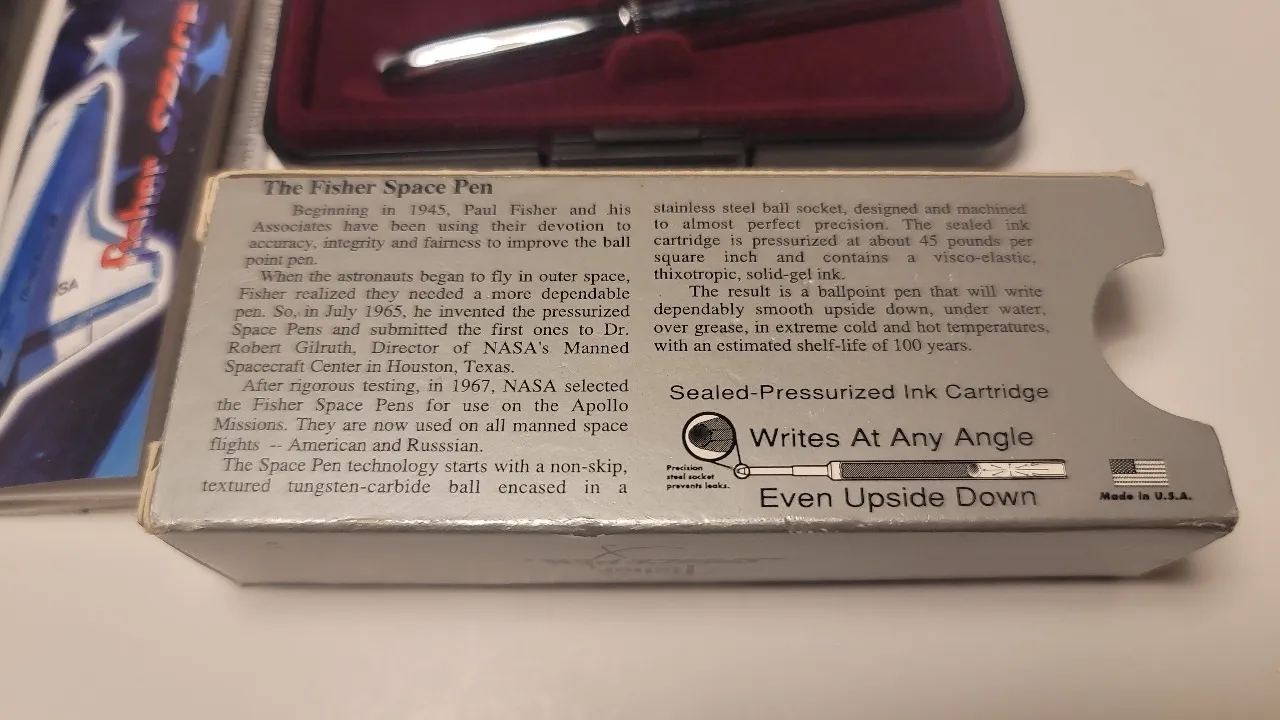 Fisher SPACE
SA
The Fisher Space Pen
Beginning in 1945, Paul Fisher and his
Associates have been using their devotion to
accuracy, integrity and fairness to improve the ball
point pen.
When the astronauts began to fly in outer space,
Fisher realized they needed a more dependable
pen. So, in July 1965, he invented the pressurized
Space Pens and submitted the first ones to Dr.
Robert Gilruth, Director of NASA's Manned
Spacecraft Center in Houston, Texas.
After rigorous testing, in 1967, NASA selected
the Fisher Space Pens for use on the Apollo
Missions. They are now used on all manned space
flights -- American and Russsian.
The Space Pen technology starts with a non-skip,
textured tungsten-carbide ball encased in a
stainless steel ball socket, designed and machined
to almost perfect precision. The sealed ink
cartridge is pressurized at about 45 pounds per
square inch and contains a visco-elastic,
thixotropic, solid-gel ink.
The result is a ballpoint pen that will write
dependably smooth upside down, under water,
over grease, in extreme cold and hot temperatures,
with an estimated shelf-life of 100 years.
Sealed-Pressurized Ink Cartridge
Writes At Any Angle
Precision
steel socket
prevents leaks.
Even Upside Down
Made in U.S.A.